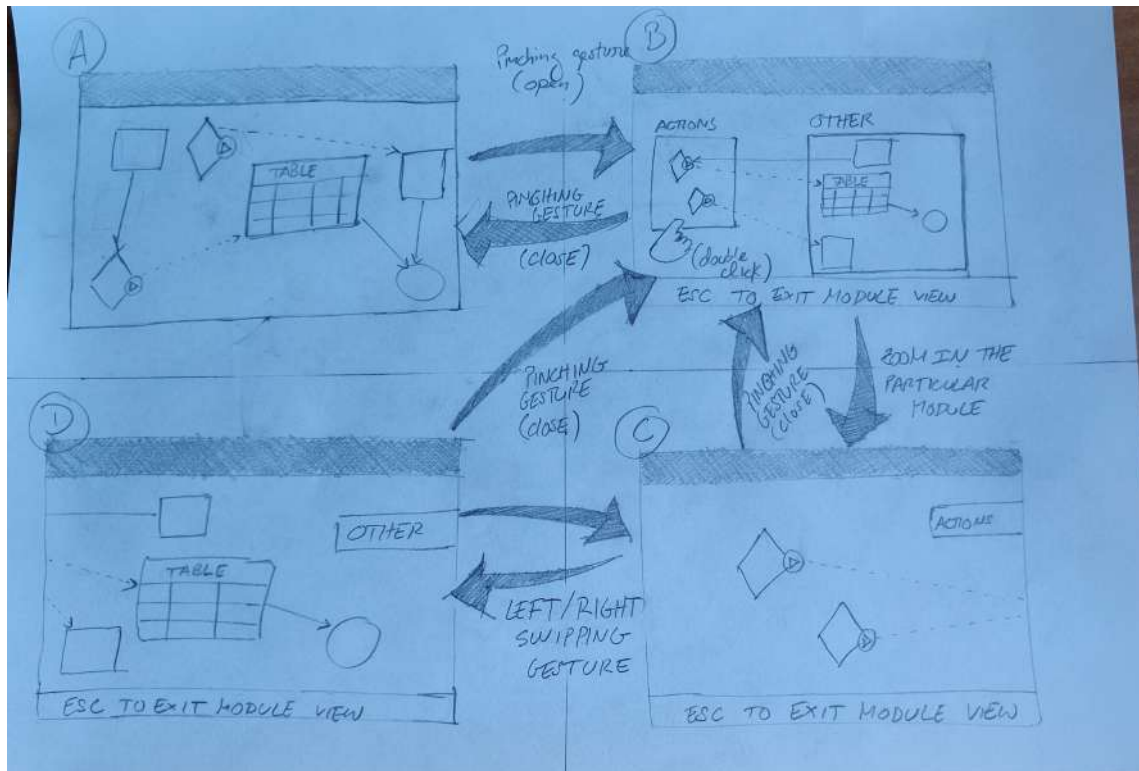 A
TABLE
Pinching gesture
(open)
PINGHING
GESTURE
(CLOSE)
B
ACTIONS
OTHER
TABLE
(double
click)
ESC TO EXIT MODULE VIEW
PINCHING
GESTURE
(close)
PINGHING
GESTURE
(CLOSE)
ZOOM IN THE
PARTICULAR
MODULE
D
OTHER
TABLE
ESC TO EXIT MODULE VIEW
LEFT/RIGHT
SWIPPING
GESTURE
C
ACTIONS
ESC TO EXIT MODULE VIEW